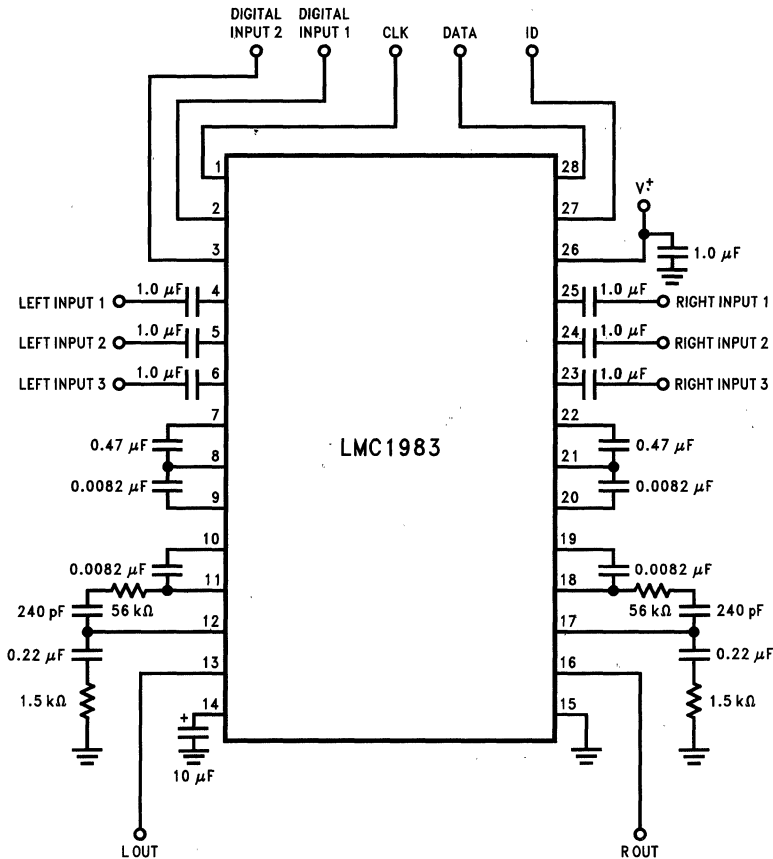 DIGITAL INPUT 2
DIGITAL INPUT 1
CLK
DATA
ID
1
28
V+
2
27
3
26
1.0 µF
LEFT INPUT 1
1.0 µF
4
25
1.0 µF
RIGHT INPUT 1
LEFT INPUT 2
1.0 µF
5
24
1.0 µF
RIGHT INPUT 2
LEFT INPUT 3
1.0 µF
6
23
1.0 µF
RIGHT INPUT 3
7
22
0.47 µF
LMC1983
0.47 µF
8
21
0.0082 µF
0.0082 µF
9
20
10
19
0.0082 µF
0.0082 µF
11
18
240 pF
56 kΩ
56 kΩ
240 pF
12
17
0.22 µF
0.22 µF
13
16
1.5 kΩ
1.5 kΩ
14
15
+
10 µF
L OUT
R OUT